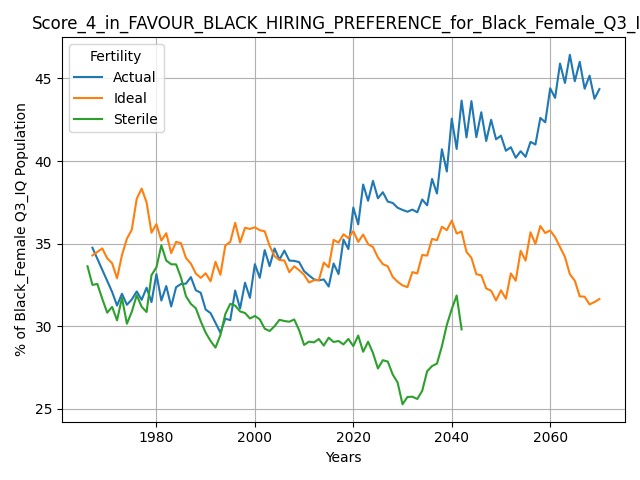 Score_4_in_FAVOUR_BLACK_HIRING_PREFERENCE_for_Black_Female_Q3_I
Fertility
Actual
Ideal
Sterile
% of Black_Female Q3_IQ Population
45
40
35
30
25
1980
2000
2020
2040
2060
Years